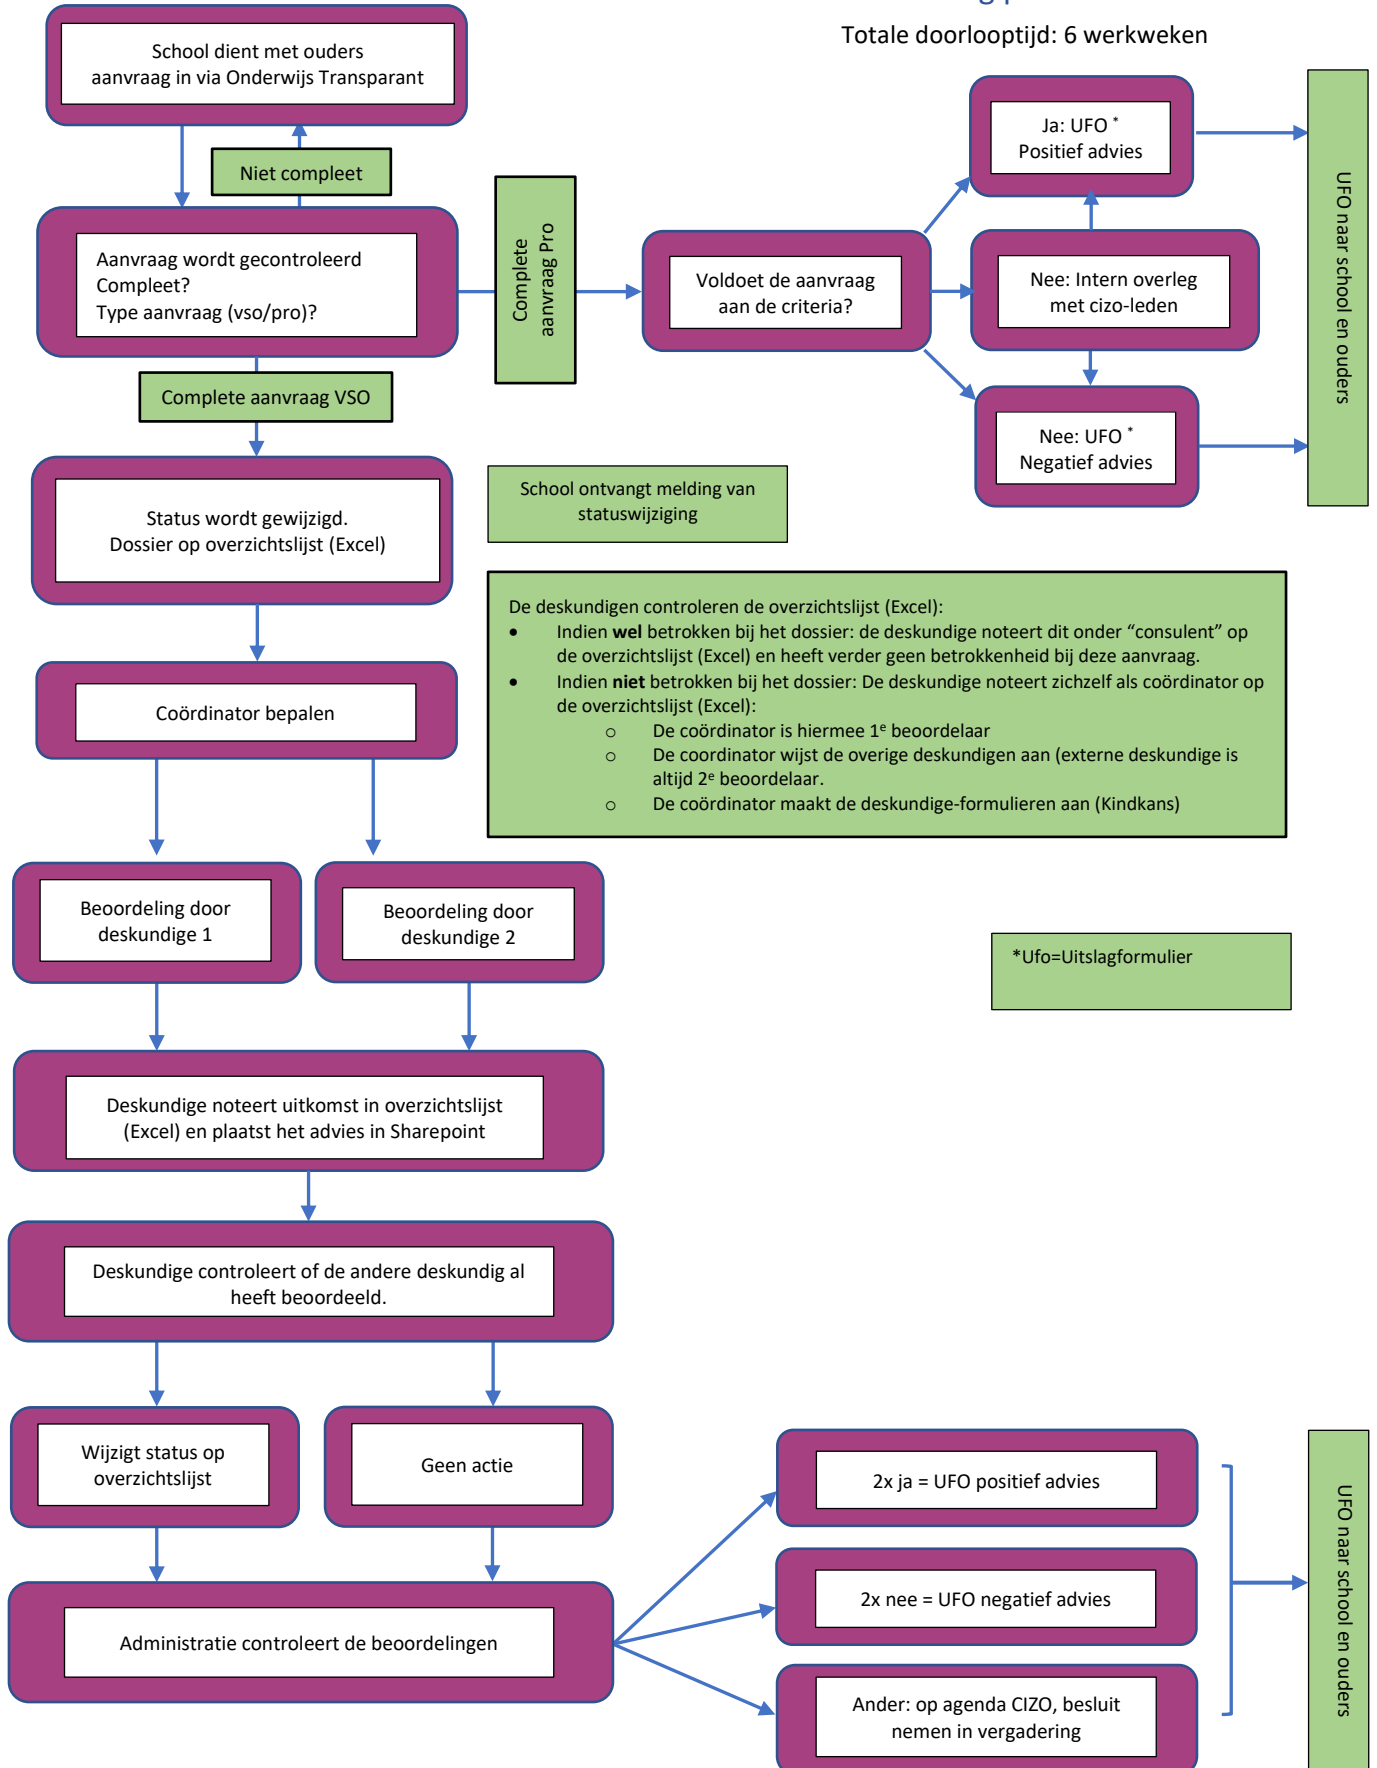 Totale doorlooptijd: 6 werkweken
School dient met ouders
aanvraag in via Onderwijs Transparant
Niet compleet
Aanvraag wordt gecontroleerd
Compleet?
Type aanvraag (vso/pro)?
Complete
aanvraag Pro
Voldoet de aanvraag
aan de criteria?
Ja: UFO *
Positief advies
Nee: Intern overleg
met cizo-leden
Nee: UFO *
Negatief advies
UFO naar school en ouders
Complete aanvraag VSO
Status wordt gewijzigd.
Dossier op overzichtslijst (Excel)
School ontvangt melding van
statuswijziging
De deskundigen controleren de overzichtslijst (Excel):
• Indien wel betrokken bij het dossier: de deskundige noteert dit onder “consulent” op
de overzichtslijst (Excel) en heeft verder geen betrokkenheid bij deze aanvraag.
• Indien niet betrokken bij het dossier: De deskundige noteert zichzelf als coördinator op
de overzichtslijst (Excel):
o De coördinator is hiermee 1e beoordelaar
o De coordinator wijst de overige deskundigen aan (externe deskundige is
altijd 2e beoordelaar.
o De coördinator maakt de deskundige-formulieren aan (Kindkans)
Coördinator bepalen
Beoordeling door
deskundige 1
Beoordeling door
deskundige 2
*Ufo=Uitslagformulier
Deskundige noteert uitkomst in overzichtslijst
(Excel) en plaatst het advies in Sharepoint
Deskundige controleert of de andere deskundig al
heeft beoordeeld.
Wijzigt status op
overzichtslijst
Geen actie
Administratie controleert de beoordelingen
2x ja = UFO positief advies
2x nee = UFO negatief advies
Ander: op agenda CIZO, besluit
nemen in vergadering
UFO naar school en ouders